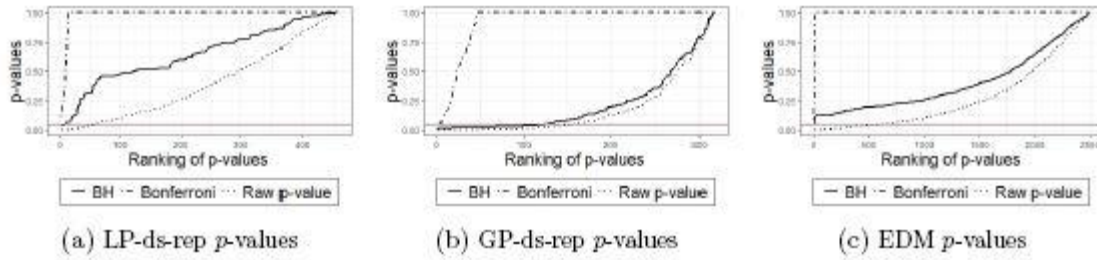 p-values
1.00
0.75
0.50
0.25
0.00
0 100 200 300 400
Ranking of p-values
BH Bonferroni Raw p-value
(a) LP-ds-rep p-values
p-values
1.00
0.75
0.50
0.25
0.00
0 100 200 300
Ranking of p-values
BH Bonferroni Raw p-value
(b) GP-ds-rep p-values
p-values
1.00
0.75
0.50
0.25
0.00
0 500 1000 1500 2000 2500
Ranking of p-values
BH Bonferroni Raw p-value
(c) EDM p-values